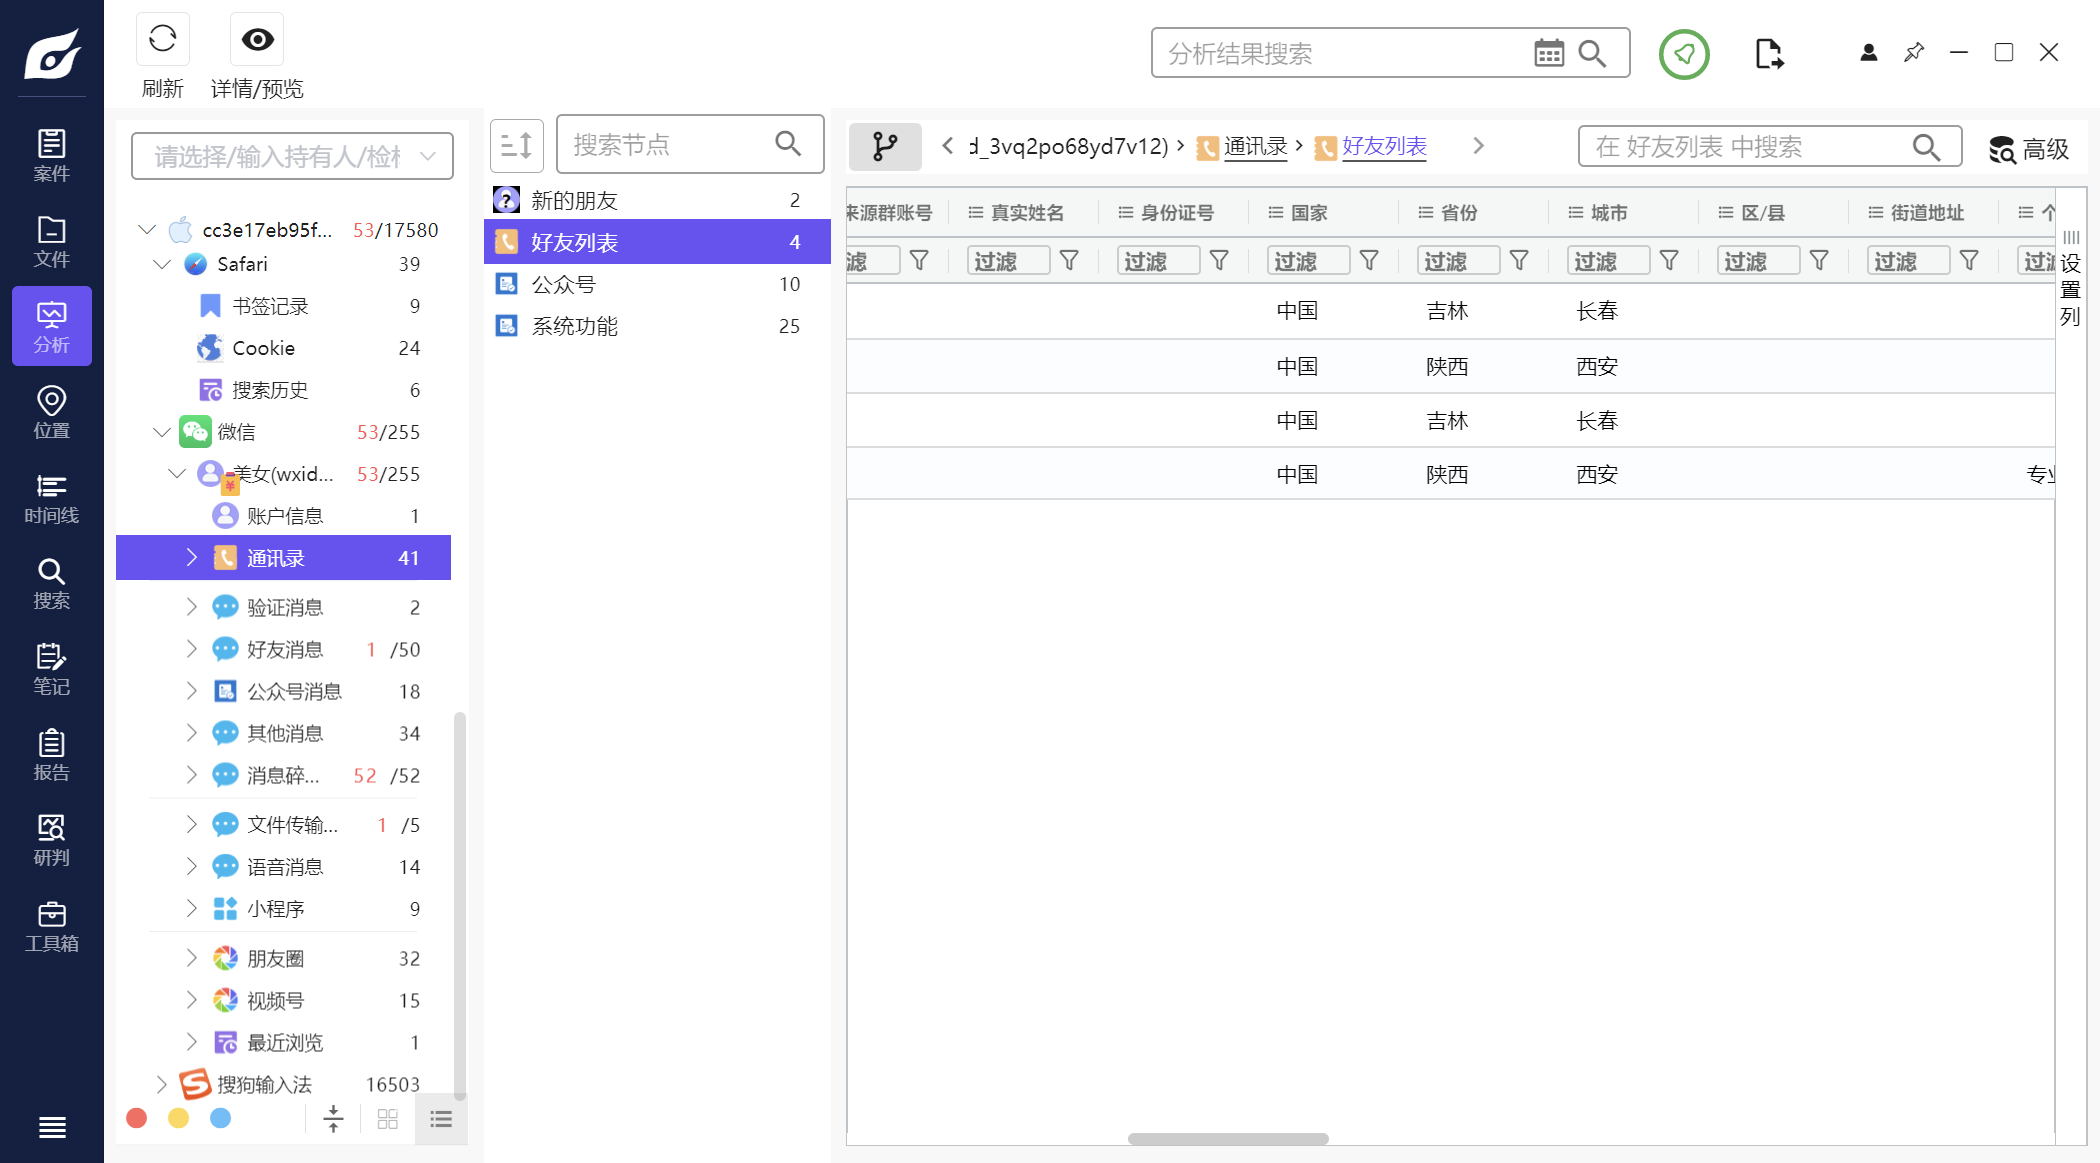 刷新
详情/预览
分析结果搜索
案件
文件
分析
位置
时间线
搜索
笔记
报告
研判
工具箱
请选择/输入持有人/检材
cc3e17eb95f... 53/17580
Safari 39
书签记录 9
Cookie 24
搜索历史 6
微信 53/255
美女(wxid... 53/255
账户信息 1
通讯录 41
验证消息 2
好友消息 1 /50
公众号消息 18
其他消息 34
消息碎... 52 /52
文件传输... 1 /5
语音消息 14
小程序 9
朋友圈 32
视频号 15
最近浏览 1
搜狗输入法 16503
搜索节点
新的朋友 2
好友列表 4
公众号 10
系统功能 25
d_3vq2po68yd7v12) 通讯录 好友列表
在 好友列表 中搜索
高级
来源群账号 真实姓名 身份证号 国家 省份 城市 区/县 街道地址 个
过滤 过滤 过滤 过滤 过滤 过滤 过滤 过滤
中国 吉林 长春
中国 陕西 西安
中国 吉林 长春
中国 陕西 西安 专业
设置列